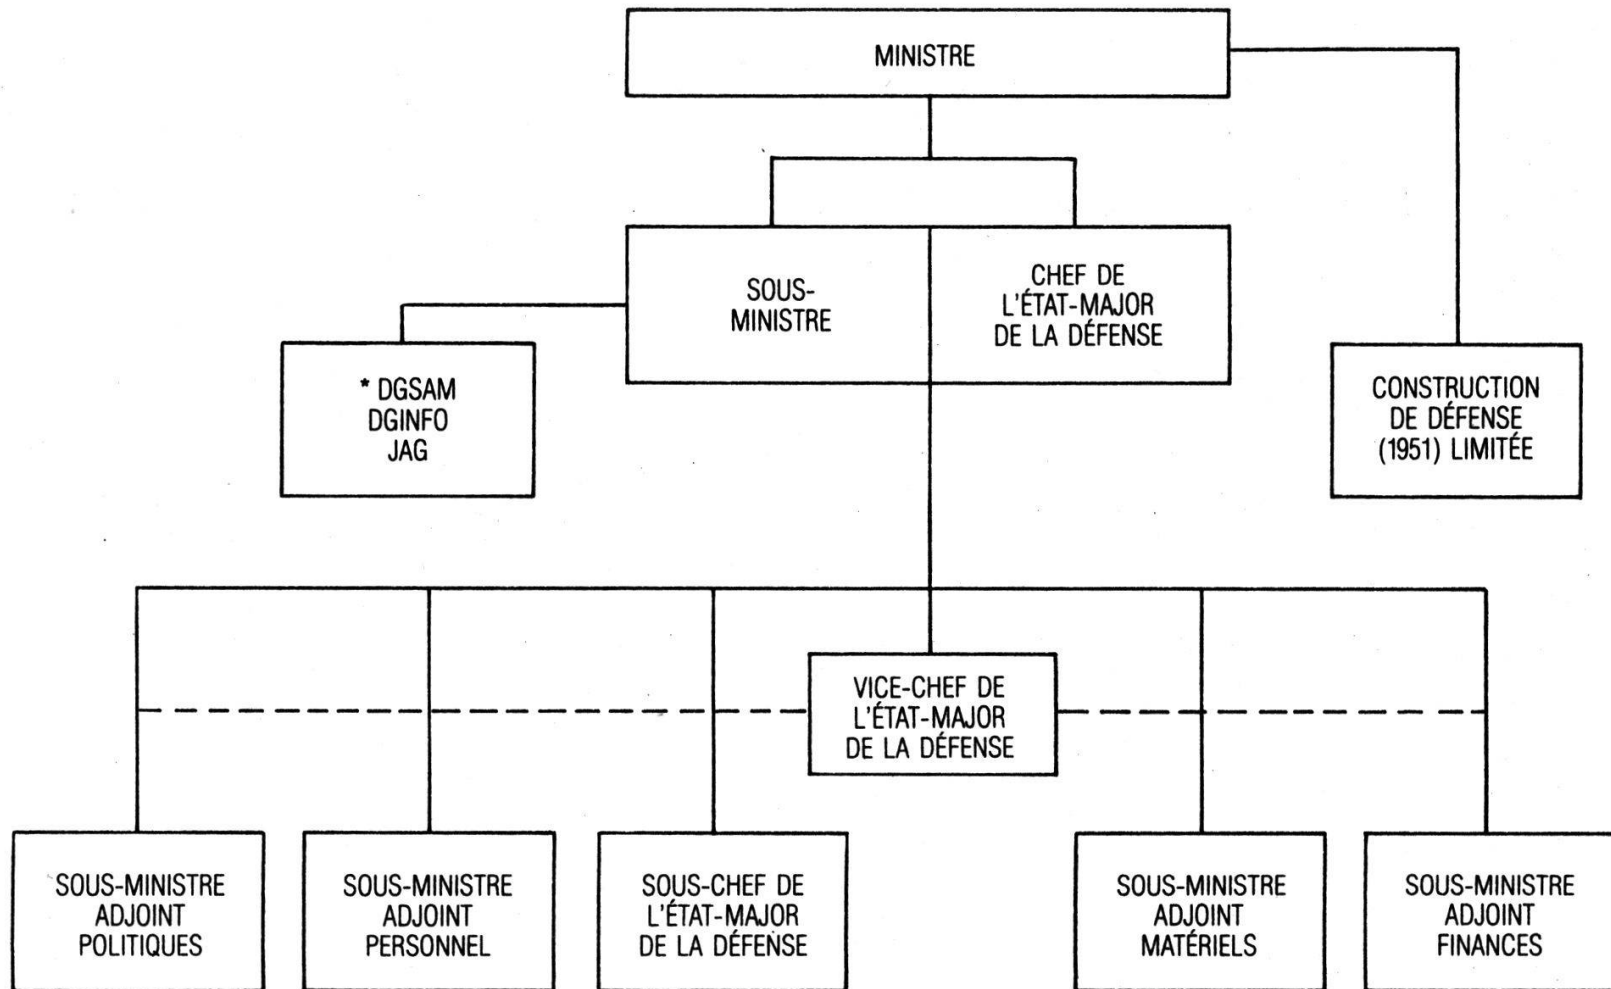 MINISTRE
SOUS-
MINISTRE
CHEF DE
L'ÉTAT-MAJOR
DE LA DÉFENSE
* DGSAM
DGINFO
JAG
CONSTRUCTION
DE DÉFENSE
(1951) LIMITÉE
VICE-CHEF DE
L'ÉTAT-MAJOR
DE LA DÉFENSE
SOUS-MINISTRE
ADJOINT
POLITIQUES
SOUS-MINISTRE
ADJOINT
PERSONNEL
SOUS-CHEF DE
L'ÉTAT-MAJOR
DE LA DÉFENSE
SOUS-MINISTRE
ADJOINT
MATÉRIELS
SOUS-MINISTRE
ADJOINT
FINANCES